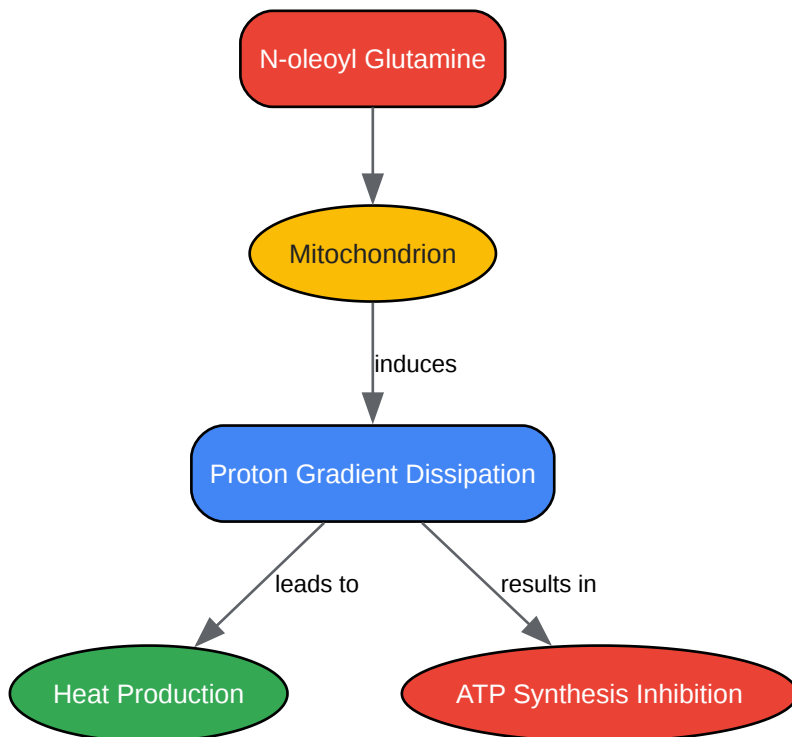 N-oleoyl Glutamine
Mitochondrion
induces
Proton Gradient Dissipation
leads to
results in
Heat Production
ATP Synthesis Inhibition